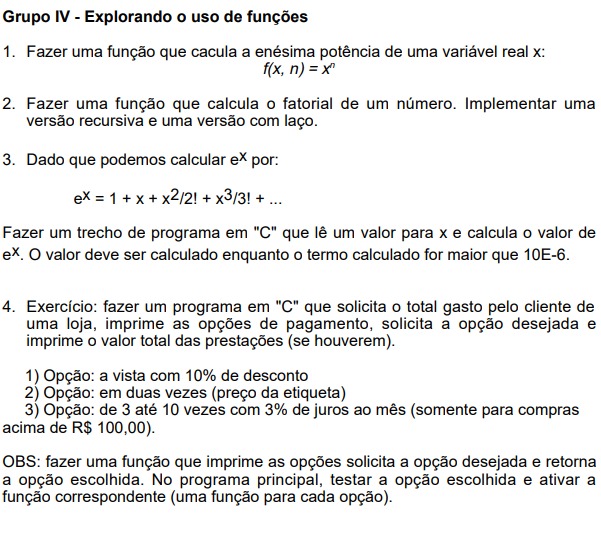 Grupo IV - Explorando o uso de funções
1. Fazer uma função que cacula a enésima potência de uma variável real x:
f(x, n) = xⁿ
2. Fazer uma função que calcula o fatorial de um número. Implementar uma
versão recursiva e uma versão com laço.
3. Dado que podemos calcular eˣ por:
eˣ = 1 + x + x²/2! + x³/3! + ...
Fazer um trecho de programa em "C" que lê um valor para x e calcula o valor de
eˣ. O valor deve ser calculado enquanto o termo calculado for maior que 10E-6.
4. Exercício: fazer um programa em "C" que solicita o total gasto pelo cliente de
uma loja, imprime as opções de pagamento, solicita a opção desejada e
imprime o valor total das prestações (se houverem).
1) Opção: a vista com 10% de desconto
2) Opção: em duas vezes (preço da etiqueta)
3) Opção: de 3 até 10 vezes com 3% de juros ao mês (somente para compras
acima de R$ 100,00).
OBS: fazer uma função que imprime as opções solicita a opção desejada e retorna
a opção escolhida. No programa principal, testar a opção escolhida e ativar a
função correspondente (uma função para cada opção).